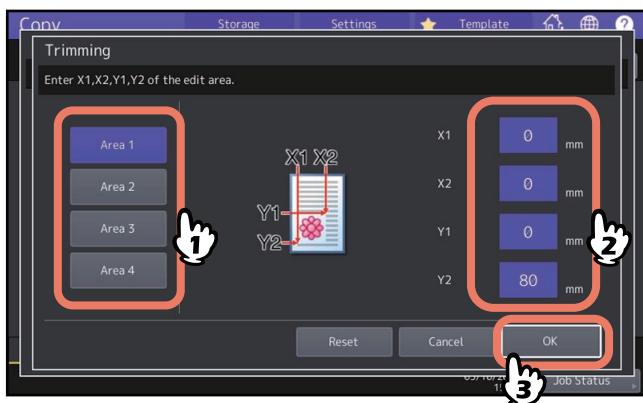 Copy Storage Settings Template ?
Trimming
Enter X1,X2,Y1,Y2 of the edit area.
Area 1
Area 2
Area 3
Area 4
1
X1 X2
Y1
Y2
X1 0 mm
X2 0 mm
Y1 0 mm
Y2 80 mm
2
Reset Cancel OK
3
Job Status